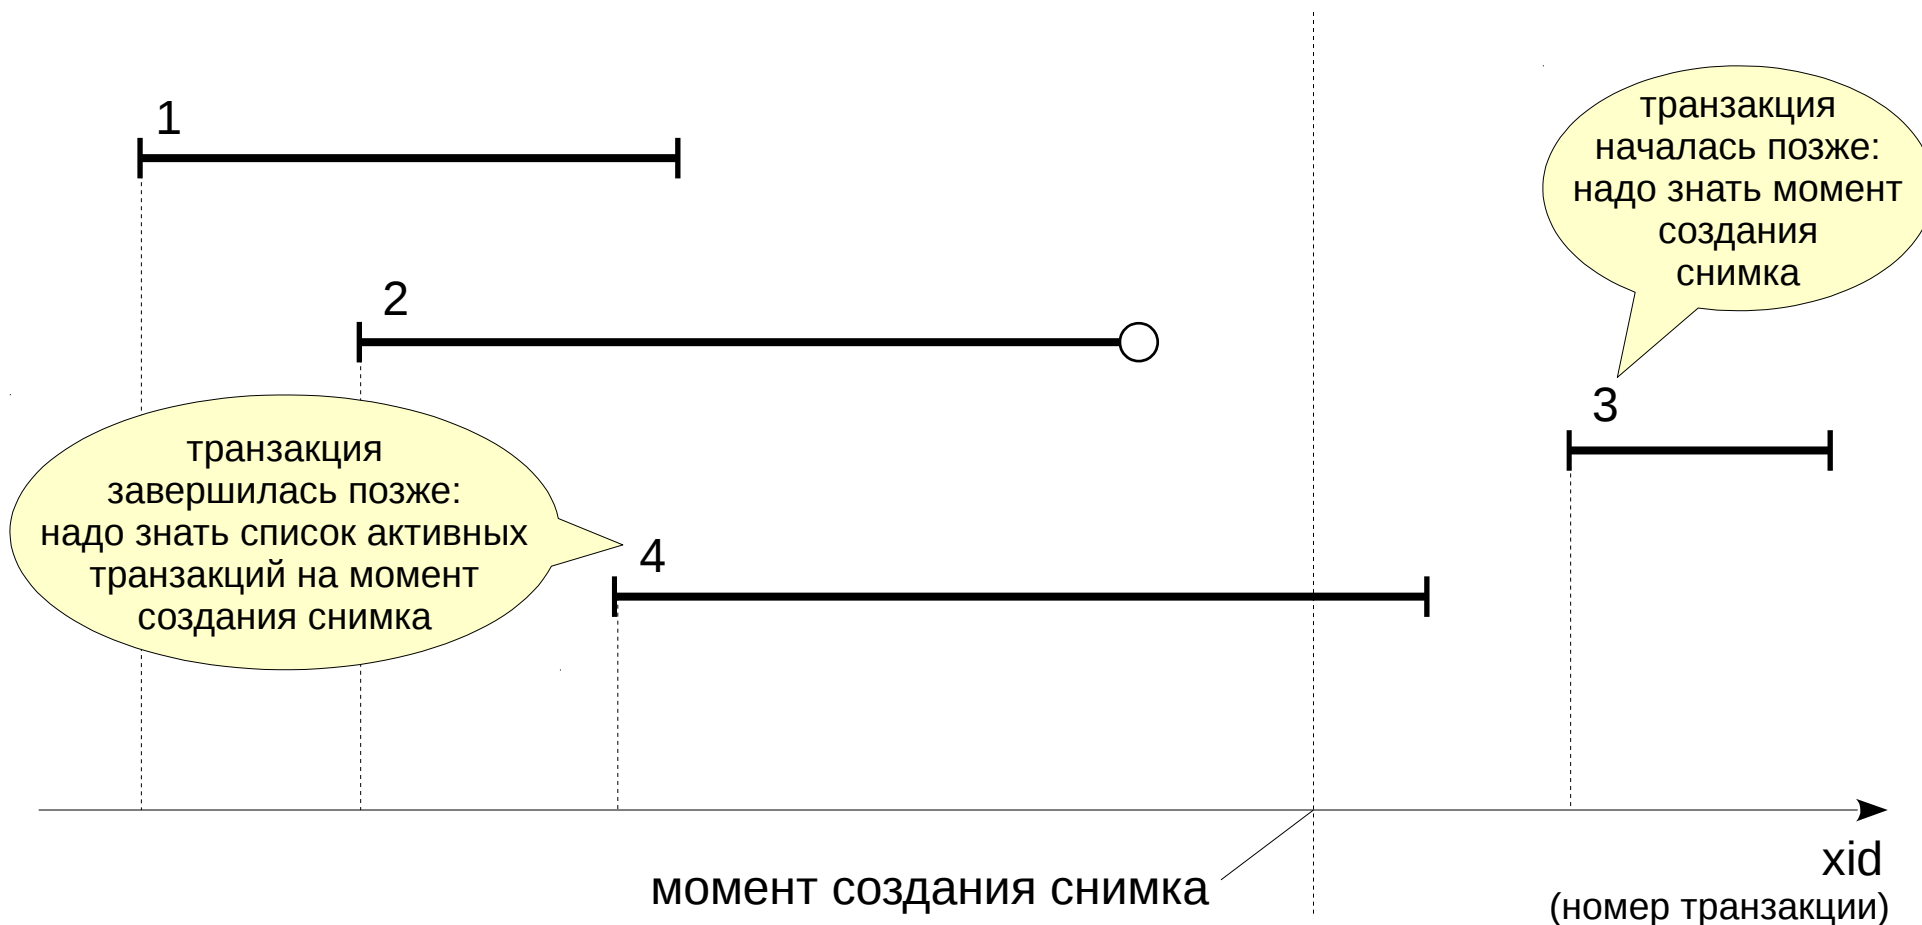 1
транзакция
началась позже:
надо знать момент
создания
снимка
2
3
транзакция
завершилась позже:
надо знать список активных
транзакций на момент
создания снимка
4
момент создания снимка
xid
(номер транзакции)